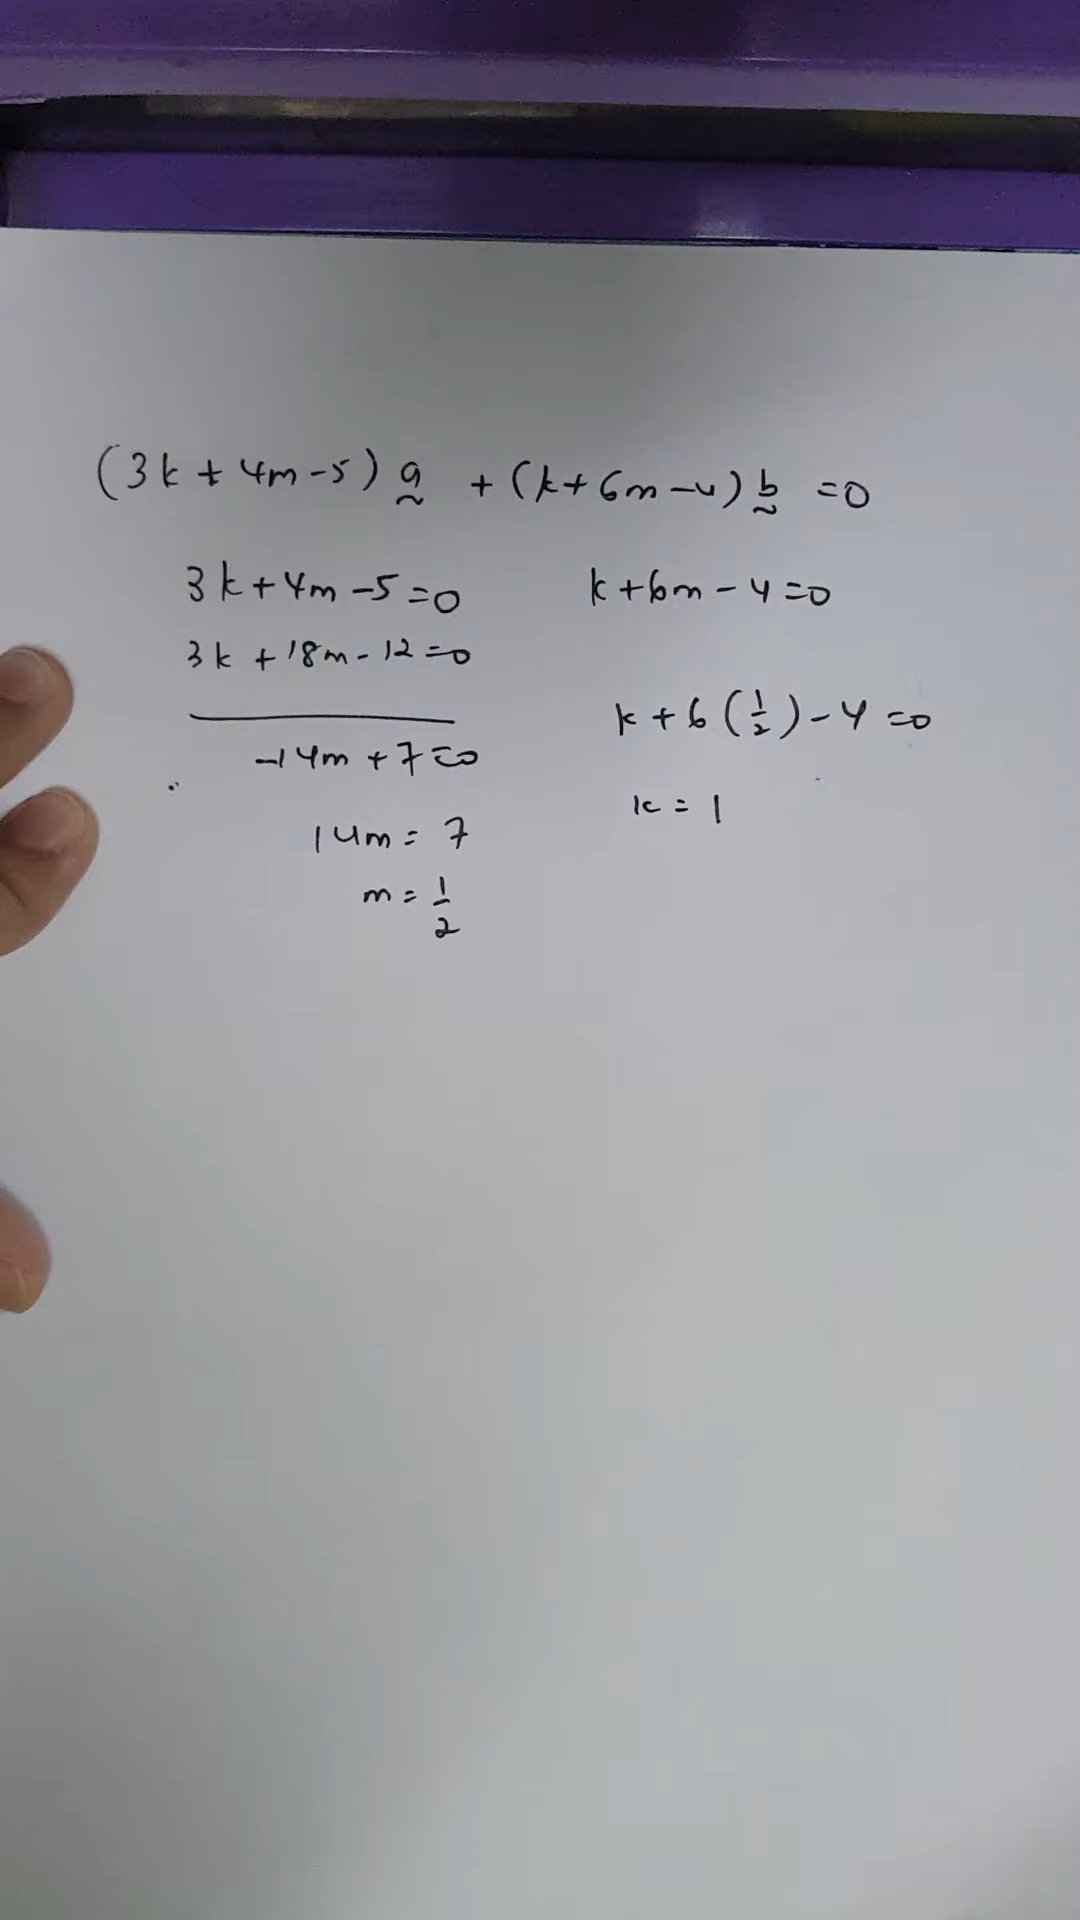 (3k + 4m - 5) a̰ + (k + 6m - 4) b̰ = 0
3k + 4m - 5 = 0    k + 6m - 4 = 0
3k + 18m - 12 = 0
k + 6 (1/2) - 4 = 0
-14m + 7 = 0
k = 1
14m = 7
m = 1/2